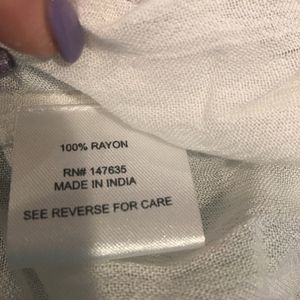 100% RAYON
RN# 147635
MADE IN INDIA
SEE REVERSE FOR CARE